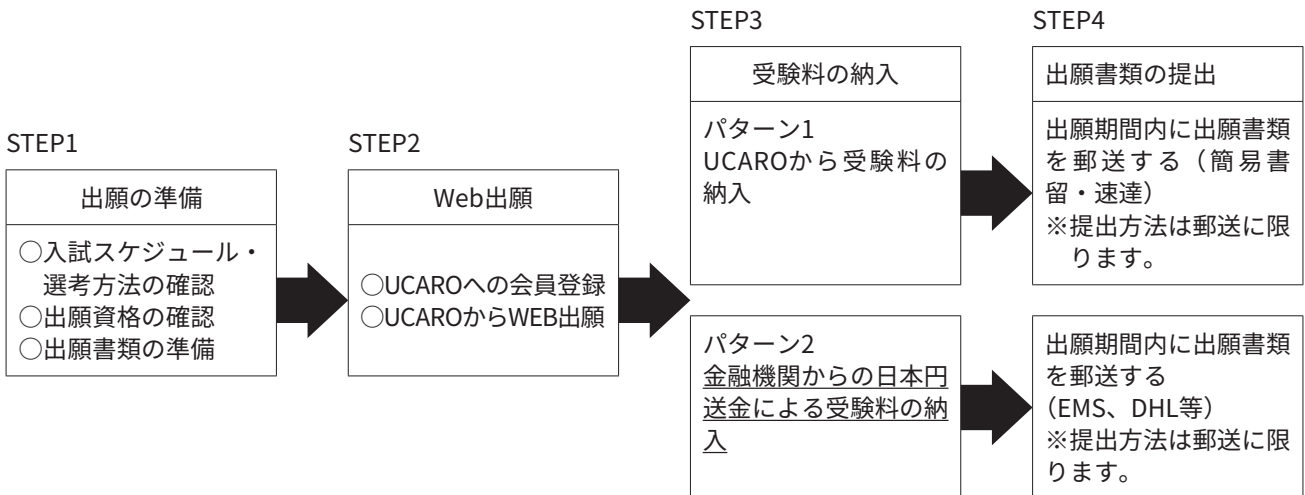 STEP1
出願の準備
○入試スケジュール・
選考方法の確認
○出願資格の確認
○出願書類の準備
STEP2
Web出願
○UCAROへの会員登録
○UCAROからWEB出願
STEP3
受験料の納入
パターン1
UCAROから受験料の
納入
パターン2
金融機関からの日本円
送金による受験料の納
入
STEP4
出願書類の提出
出願期間内に出願書類
を郵送する（簡易書
留・速達）
※提出方法は郵送に限
ります。
出願期間内に出願書類
を郵送する
（EMS、DHL等）
※提出方法は郵送に限
ります。